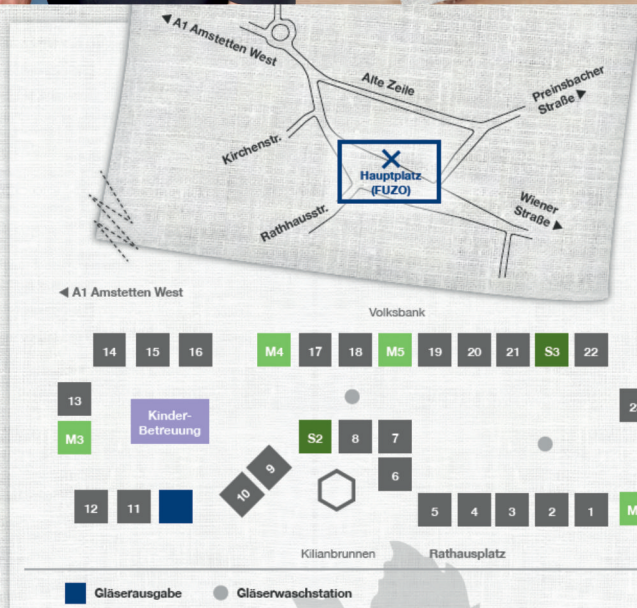 ◄ A1 Amstetten West
Alte Zeile
Preinsbacher
Straße ►
Kirchenstr.
Hauptplatz
(FUZO)
Rathhausstr.
Wiener
Straße ►
◄ A1 Amstetten West
Volksbank
14 15 16 M4 17 18 M5 19 20 21 S3 22
13
Kinder-
Betreuung
M3
S2 8 7
9
6
10
12 11
5 4 3 2 1
Kilianbrunnen Rathausplatz
Gläserausgabe Gläserwaschstation